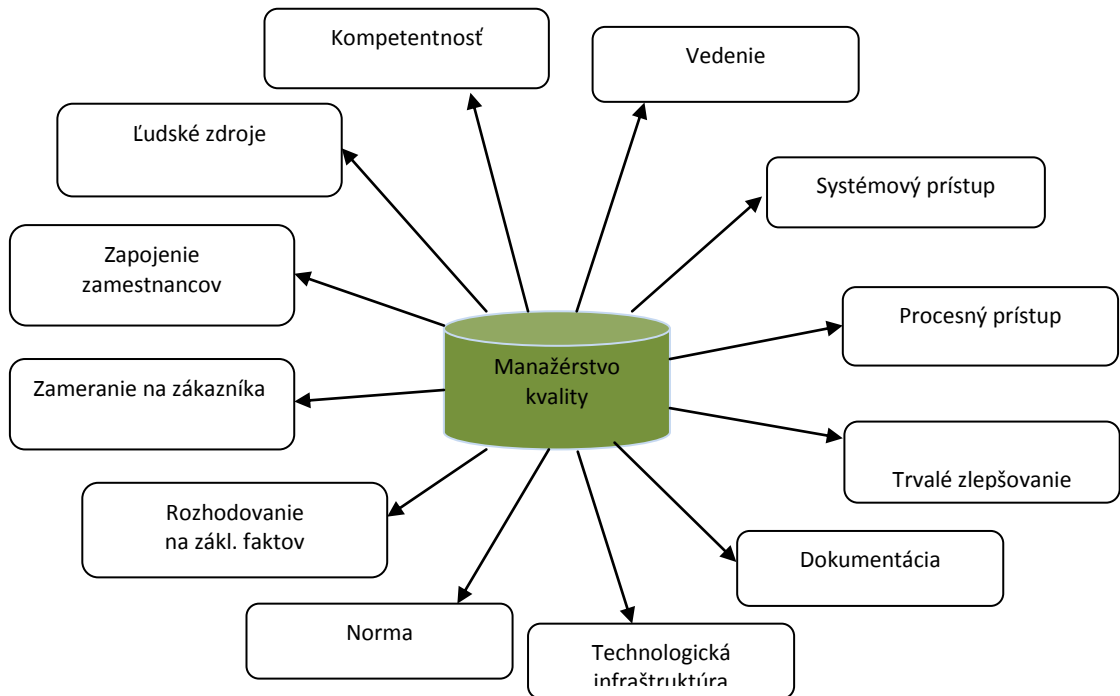 Kompetentnosť
Vedenie
Ľudské zdroje
Systémový prístup
Zapojenie
zamestnancov
Procesný prístup
Manažérstvo
kvality
Zameranie na zákazníka
Trvalé zlepšovanie
Rozhodovanie
na zákl. faktov
Dokumentácia
Norma
Technologická
infraštruktúra